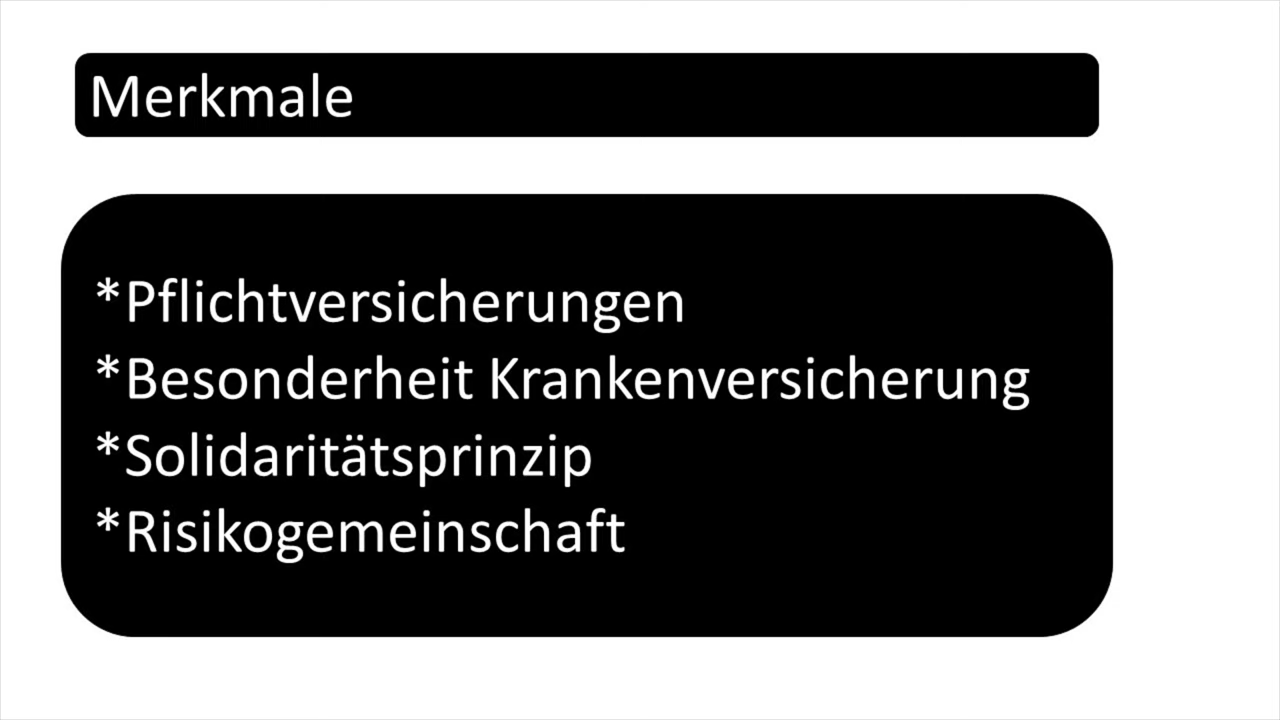 Merkmale
*Pflichtversicherungen
*Besonderheit Krankenversicherung
*Solidaritätsprinzip
*Risikogemeinschaft